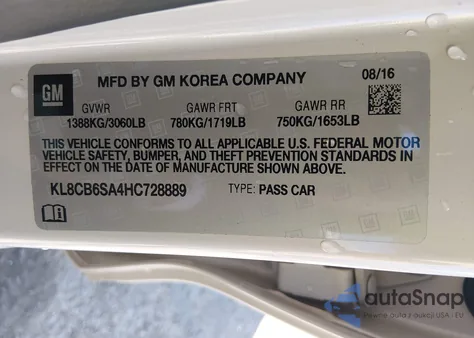 GM
MFD BY GM KOREA COMPANY
08/16
GVWR GAWR FRT GAWR RR
1388KG/3060LB 780KG/1719LB 750KG/1653LB
THIS VEHICLE CONFORMS TO ALL APPLICABLE U.S. FEDERAL MOTOR
VEHICLE SAFETY, BUMPER, AND THEFT PREVENTION STANDARDS IN
EFFECT ON THE DATE OF MANUFACTURE SHOWN ABOVE.
KL8CB6SA4HC728889 TYPE: PASS CAR
autoSnap